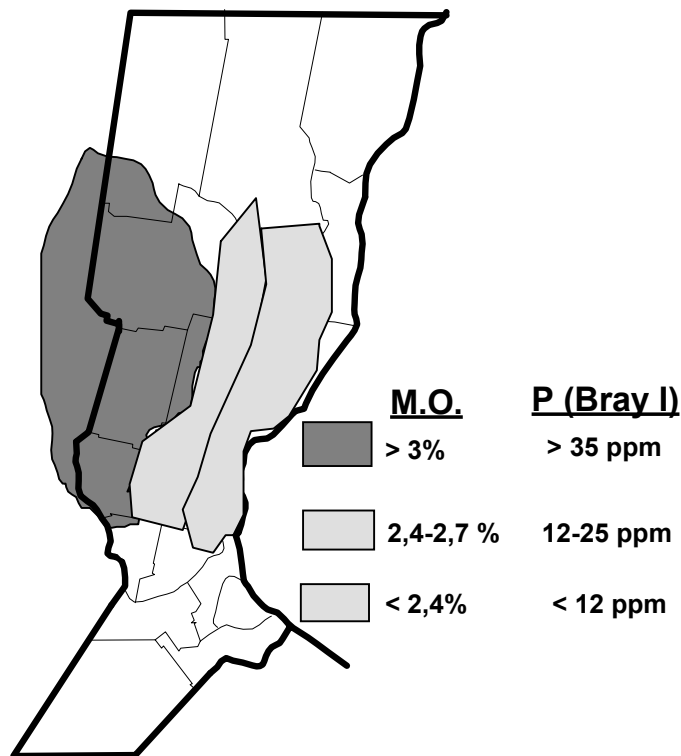 M.O. P (Bray I)
> 3% > 35 ppm
2,4-2,7 % 12-25 ppm
< 2,4% < 12 ppm